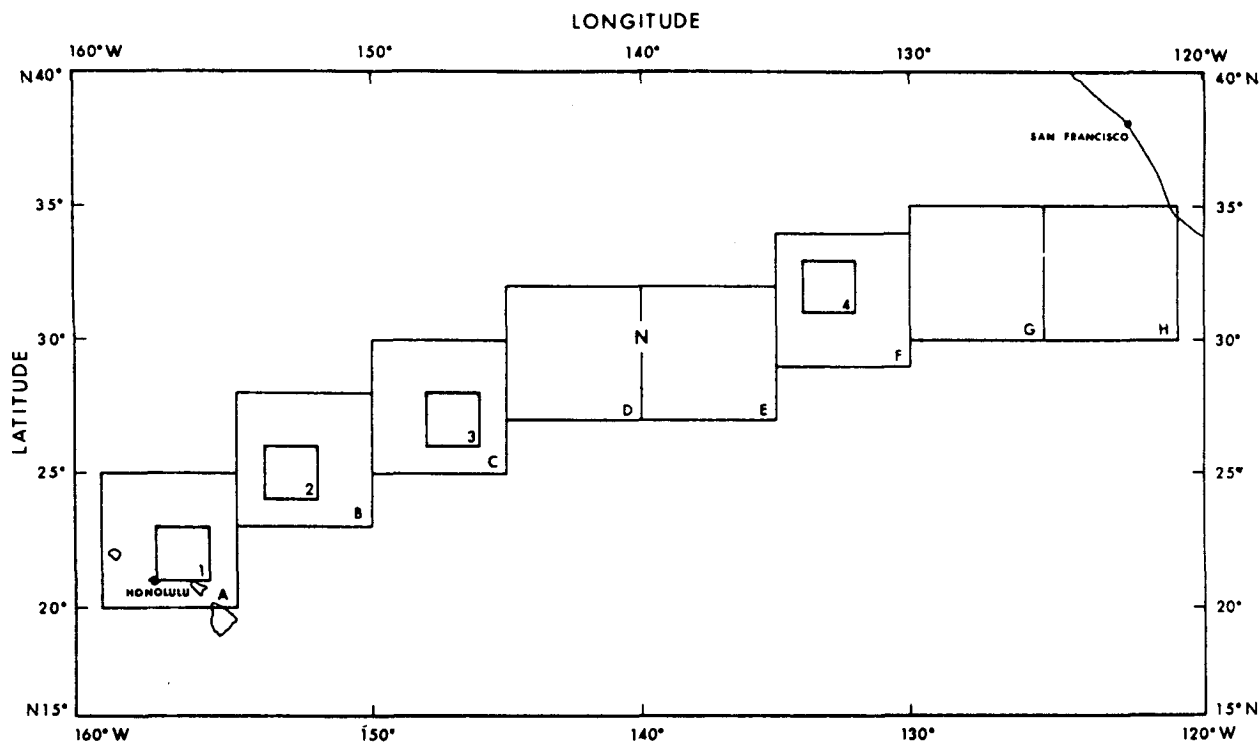 LONGITUDE
160°W 150° 140° 130° 120°W
N40° 40°N
SAN FRANCISCO
35° 35°
30° N 30°
4
G H
F
D E
3
C
25° 25°
2
B
1
HONOLULU A
20° 20°
N15° 15°N
160°W 150° 140° 130° 120°W
LATITUDE